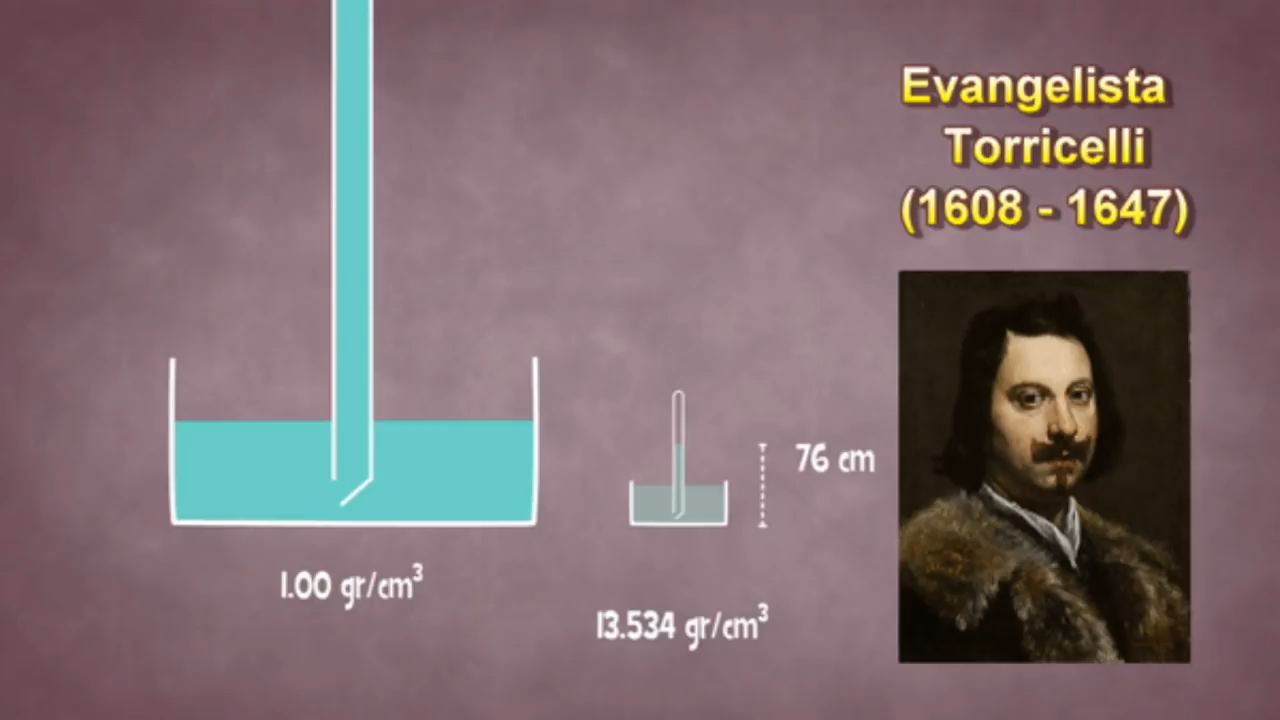 Evangelista
Torricelli
(1608 - 1647)
76 cm
1.00 gr/cm³
13.534 gr/cm³